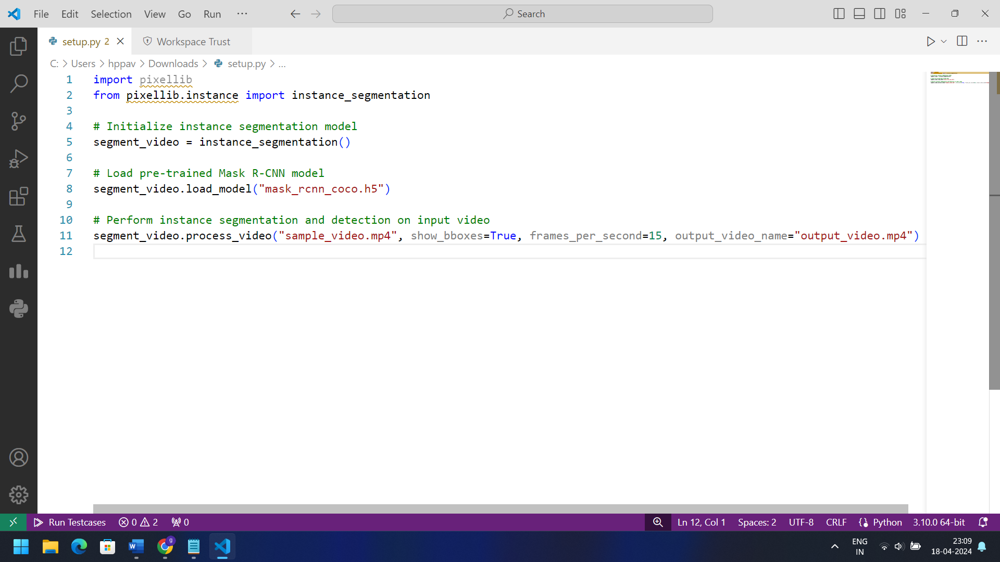 File Edit Selection View Go Run ··· Search
setup.py 2 Workspace Trust
C: > Users > hppav > Downloads > setup.py > ...
1 import pixellib
2 from pixellib.instance import instance_segmentation
3
4 # Initialize instance segmentation model
5 segment_video = instance_segmentation()
6
7 # Load pre-trained Mask R-CNN model
8 segment_video.load_model("mask_rcnn_coco.h5")
9
10 # Perform instance segmentation and detection on input video
11 segment_video.process_video("sample_video.mp4", show_bboxes=True, frames_per_second=15, output_video_name="output_video.mp4")
12
Run Testcases 0 2 0 Ln 12, Col 1 Spaces: 2 UTF-8 CRLF {} Python 3.10.0 64-bit
g
ENG 23:09
IN 18-04-2024